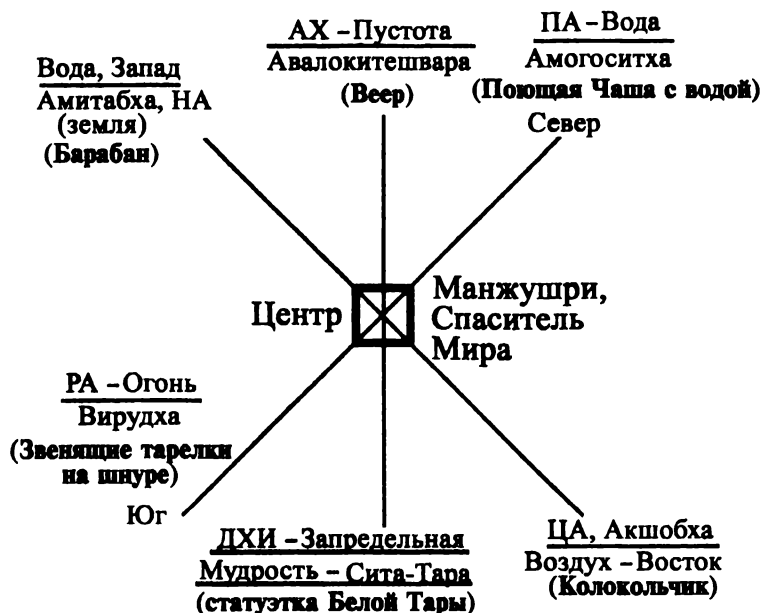 АХ – Пустота
Авалокитешвара
(Веер)
ПА – Вода
Амогоситха
(Поющая Чаша с водой)
Север
Вода, Запад
Амитабха, НА
(земля)
(Барабан)
Центр
Манжушри,
Спаситель
Мира
РА – Огонь
Вирудха
(Звенящие тарелки
на шнуре)
Юг
ДХИ – Запредельная
Мудрость – Сита-Тара
(статуэтка Белой Тары)
ЦА, Акшобха
Воздух – Восток
(Колокольчик)